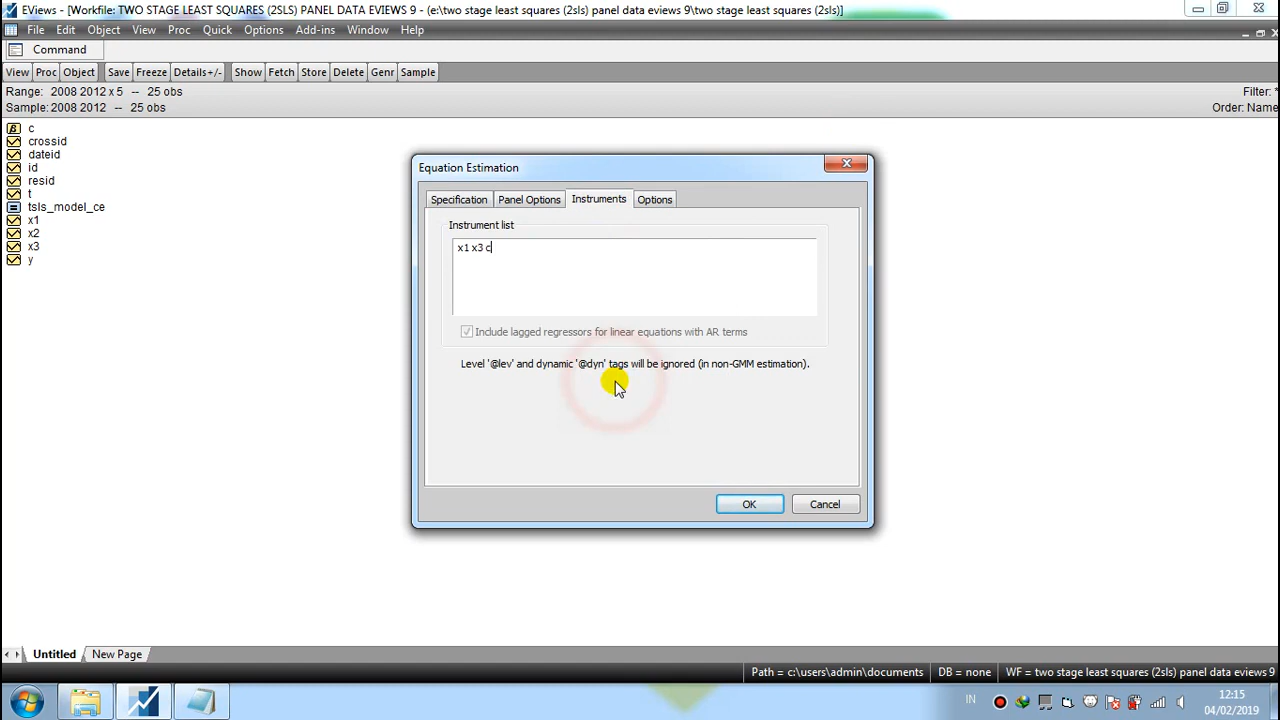 EViews - [Workfile: TWO STAGE LEAST SQUARES (2SLS) PANEL DATA EVIEWS 9 - (e:\two stage least squares (2sls) panel data eviews 9\two stage least squares (2sls)]
File Edit Object View Proc Quick Options Add-ins Window Help
Command
View Proc Object Save Freeze Details+/- Show Fetch Store Delete Genr Sample
Range: 2008 2012 x 5 -- 25 obs Filter: *
Sample: 2008 2012 -- 25 obs Order: Name
c
crossid
dateid
id
resid
t
tsls_model_ce
x1
x2
x3
y
Equation Estimation
Specification Panel Options Instruments Options
Instrument list
x1 x3 c
Include lagged regressors for linear equations with AR terms
Level '@lev' and dynamic '@dyn' tags will be ignored (in non-GMM estimation).
OK Cancel
Untitled New Page
Path = c:\users\admin\documents DB = none WF = two stage least squares (2sls) panel data eviews 9
IN 12:15
04/02/2019